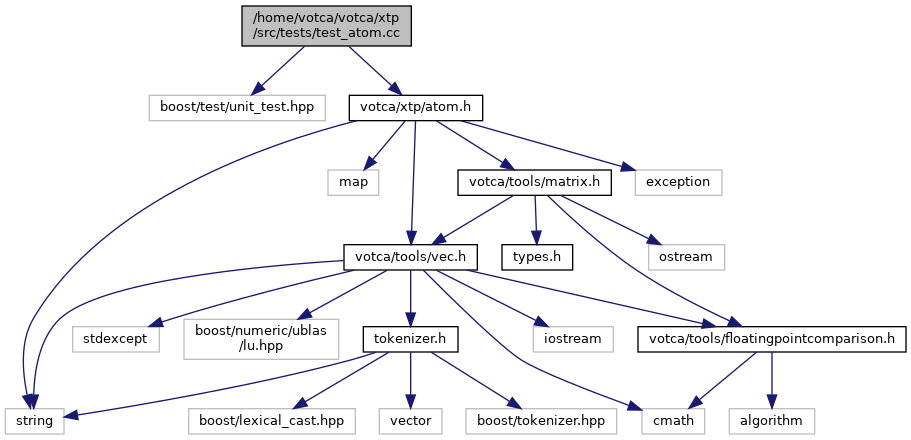 /home/votca/votca/xtp
/src/tests/test_atom.cc
boost/test/unit_test.hpp
votca/xtp/atom.h
map
votca/tools/matrix.h
exception
votca/tools/vec.h
types.h
ostream
stdexcept
boost/numeric/ublas
/lu.hpp
tokenizer.h
iostream
votca/tools/floatingpointcomparison.h
string
boost/lexical_cast.hpp
vector
boost/tokenizer.hpp
cmath
algorithm